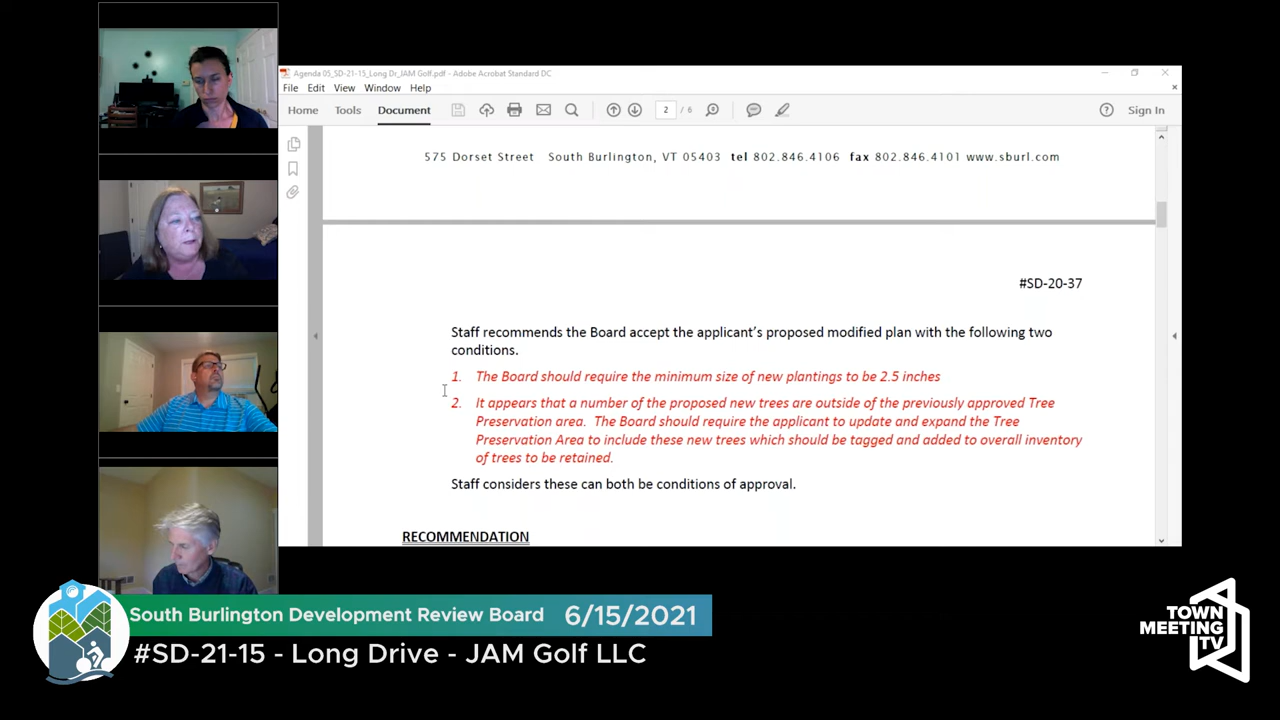 Agenda 05_SD-21-15_Long Dr_JAM Golf.pdf - Adobe Acrobat Standard DC
File Edit View Window Help
Home Tools Document 2 / 6 Sign In
575 Dorset Street South Burlington, VT 05403 tel 802.846.4106 fax 802.846.4101 www.sburl.com
#SD-20-37
Staff recommends the Board accept the applicant's proposed modified plan with the following two
conditions.
1. The Board should require the minimum size of new plantings to be 2.5 inches
2. It appears that a number of the proposed new trees are outside of the previously approved Tree
Preservation area. The Board should require the applicant to update and expand the Tree
Preservation Area to include these new trees which should be tagged and added to overall inventory
of trees to be retained.
Staff considers these can both be conditions of approval.
RECOMMENDATION
South Burlington Development Review Board 6/15/2021
#SD-21-15 - Long Drive - JAM Golf LLC
TOWN
MEETING
TV